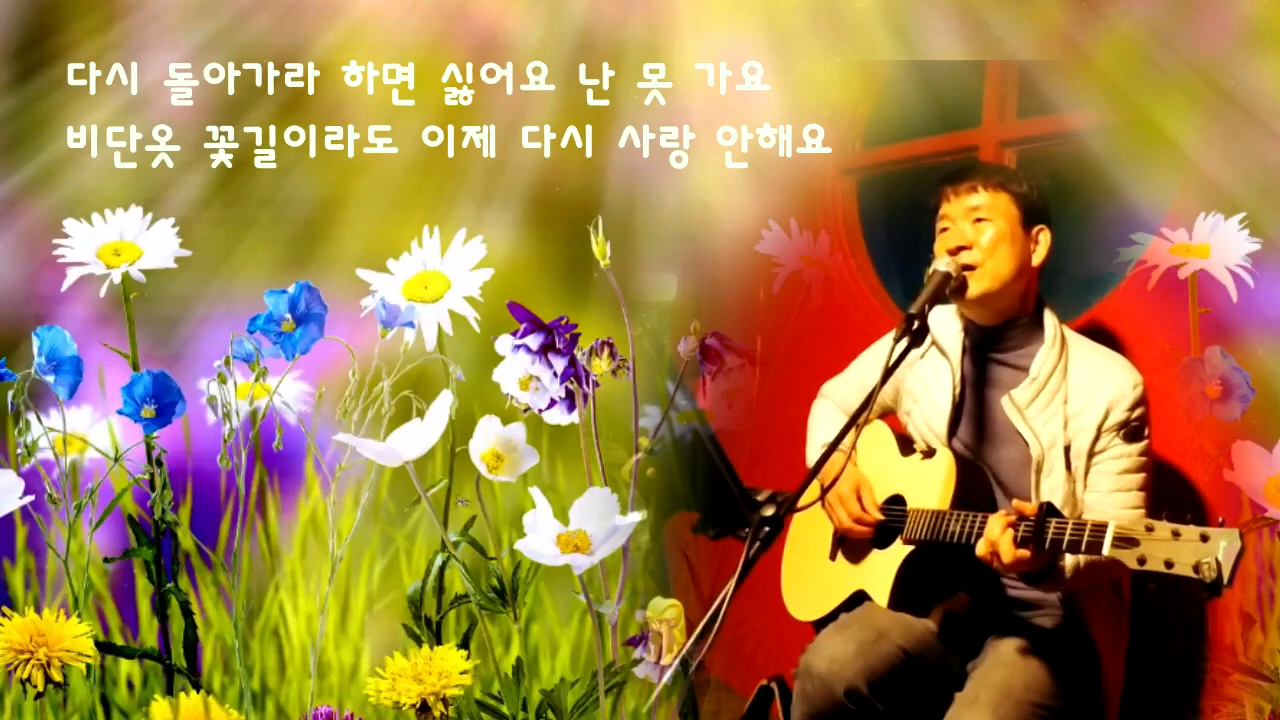 다시 돌아가라 하면 싫어요 난 못 가요
비단옷 꽃길이라도 이제 다시 사랑 안해요